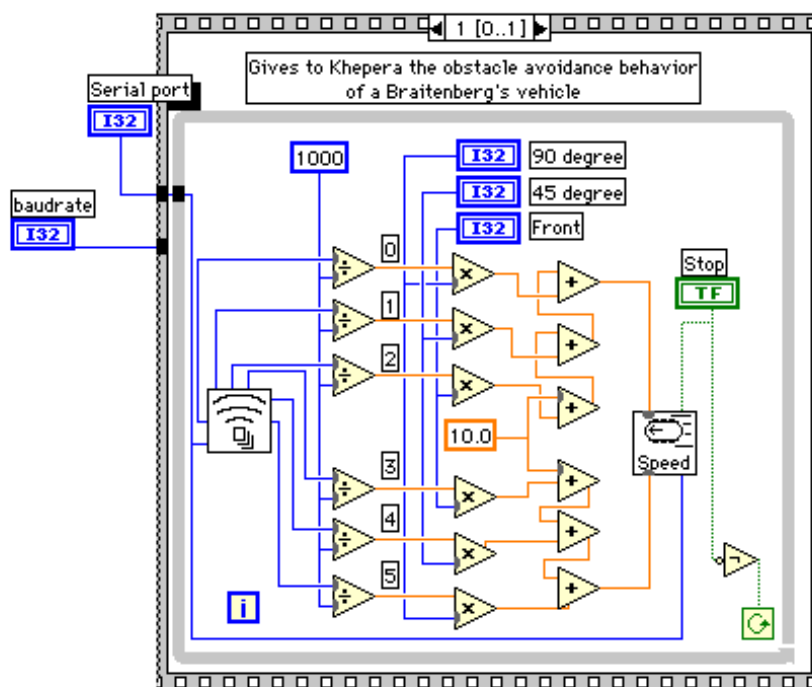 1 [0..1]
Gives to Khepera the obstacle avoidance behavior
of a Braitenberg's vehicle
Serial port
I32
baudrate
I32
1000
I32 90 degree
I32 45 degree
I32 Front
0
1
2
Stop
TF
10.0
Speed
3
4
5
i